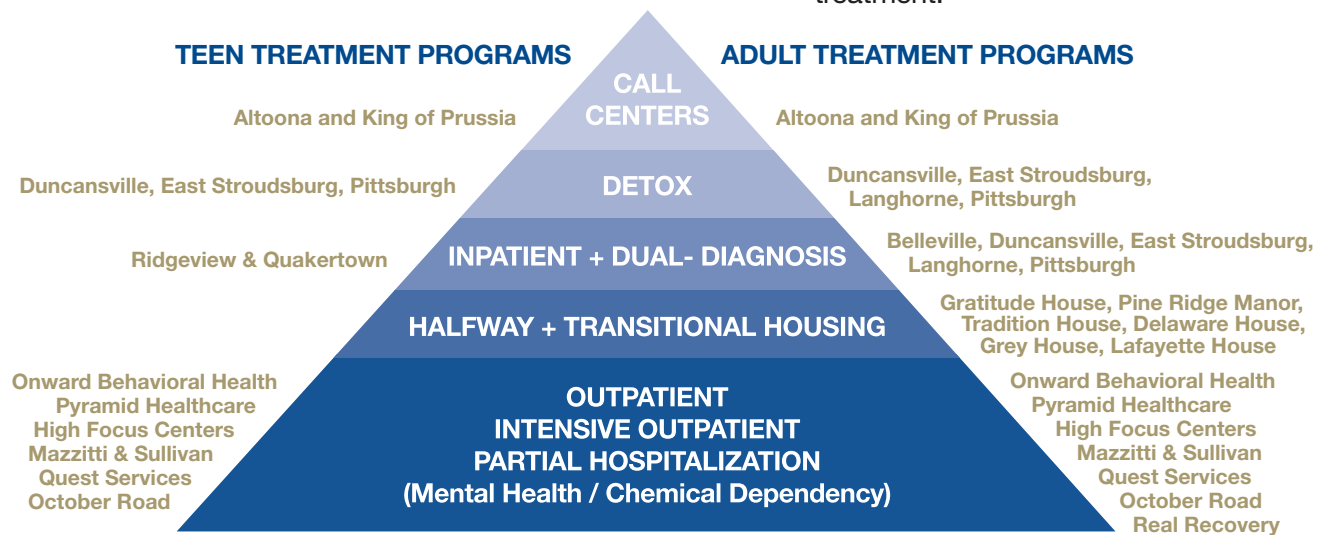 treatment.
TEEN TREATMENT PROGRAMS
ADULT TREATMENT PROGRAMS
CALL
CENTERS
Altoona and King of Prussia
Altoona and King of Prussia
Duncansville, East Stroudsburg, Pittsburgh
DETOX
Duncansville, East Stroudsburg,
Langhorne, Pittsburgh
Ridgeview & Quakertown
INPATIENT + DUAL- DIAGNOSIS
Belleville, Duncansville, East Stroudsburg,
Langhorne, Pittsburgh
HALFWAY + TRANSITIONAL HOUSING
Gratitude House, Pine Ridge Manor,
Tradition House, Delaware House,
Grey House, Lafayette House
Onward Behavioral Health
Pyramid Healthcare
High Focus Centers
Mazzitti & Sullivan
Quest Services
October Road
OUTPATIENT
INTENSIVE OUTPATIENT
PARTIAL HOSPITALIZATION
(Mental Health / Chemical Dependency)
Onward Behavioral Health
Pyramid Healthcare
High Focus Centers
Mazzitti & Sullivan
Quest Services
October Road
Real Recovery